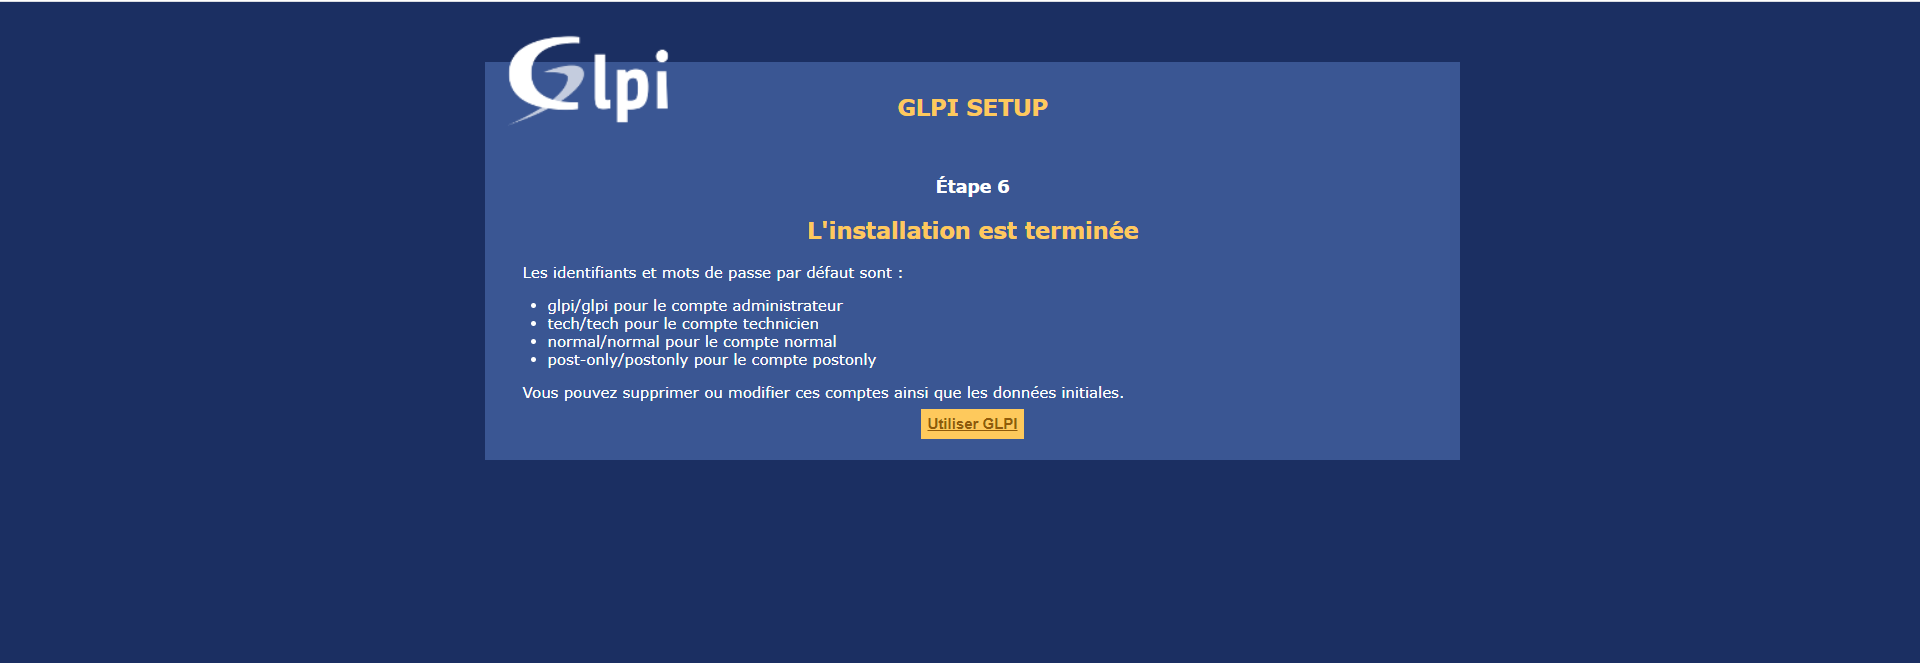 Glpi
GLPI SETUP
Étape 6
L'installation est terminée
Les identifiants et mots de passe par défaut sont :
• glpi/glpi pour le compte administrateur
• tech/tech pour le compte technicien
• normal/normal pour le compte normal
• post-only/postonly pour le compte postonly
Vous pouvez supprimer ou modifier ces comptes ainsi que les données initiales.
Utiliser GLPI